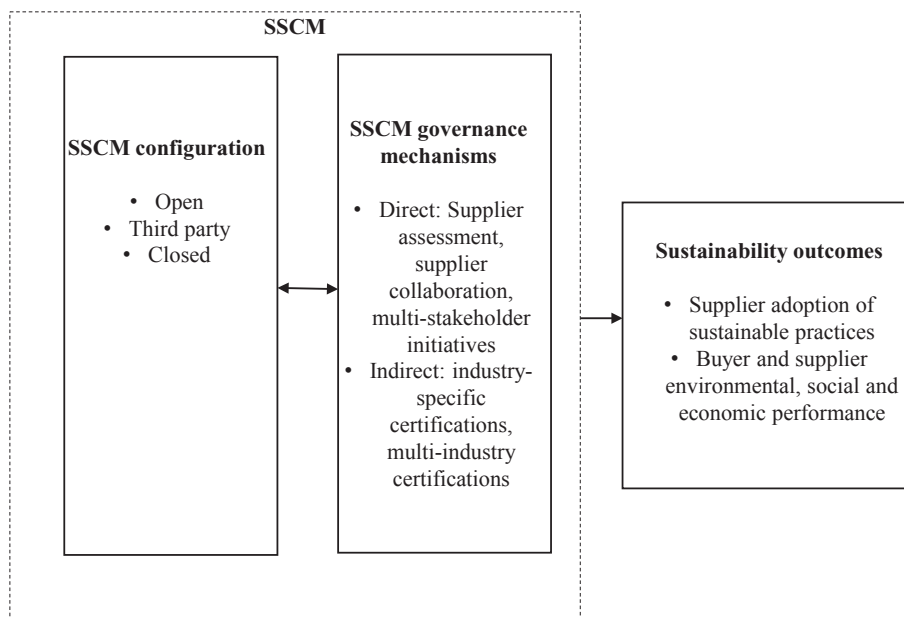 SSCM
SSCM configuration
• Open
• Third party
• Closed
SSCM governance
mechanisms
• Direct: Supplier
assessment,
supplier
collaboration,
multi-stakeholder
initiatives
• Indirect: industry-
specific
certifications,
multi-industry
certifications
Sustainability outcomes
• Supplier adoption of
sustainable practices
• Buyer and supplier
environmental, social and
economic performance